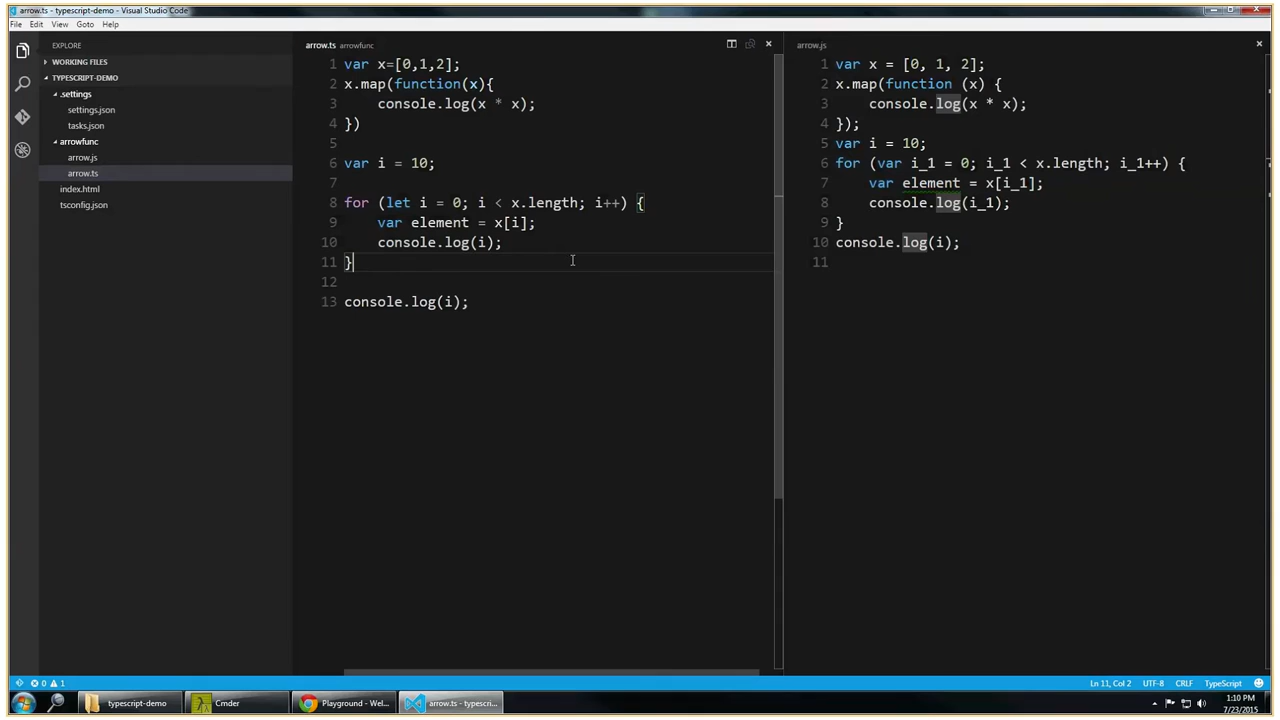 arrow.ts - typescript-demo - Visual Studio Code
File Edit View Goto Help
EXPLORE
WORKING FILES
TYPESCRIPT-DEMO
.settings
settings.json
tasks.json
arrowfunc
arrow.js
arrow.ts
index.html
tsconfig.json
arrow.ts arrowfunc
1 var x=[0,1,2];
2 x.map(function(x){
3 console.log(x * x);
4 })
5
6 var i = 10;
7
8 for (let i = 0; i < x.length; i++) {
9 var element = x[i];
10 console.log(i);
11 }
12
13 console.log(i);
arrow.js
1 var x = [0, 1, 2];
2 x.map(function (x) {
3 console.log(x * x);
4 });
5 var i = 10;
6 for (var i_1 = 0; i_1 < x.length; i_1++) {
7 var element = x[i_1];
8 console.log(i_1);
9 }
10 console.log(i);
11
0 1
Ln 11, Col 2 UTF-8 CRLF TypeScript
typescript-demo
Cmder
Playground - Wel...
arrow.ts - typescri...
1:10 PM
7/23/2015